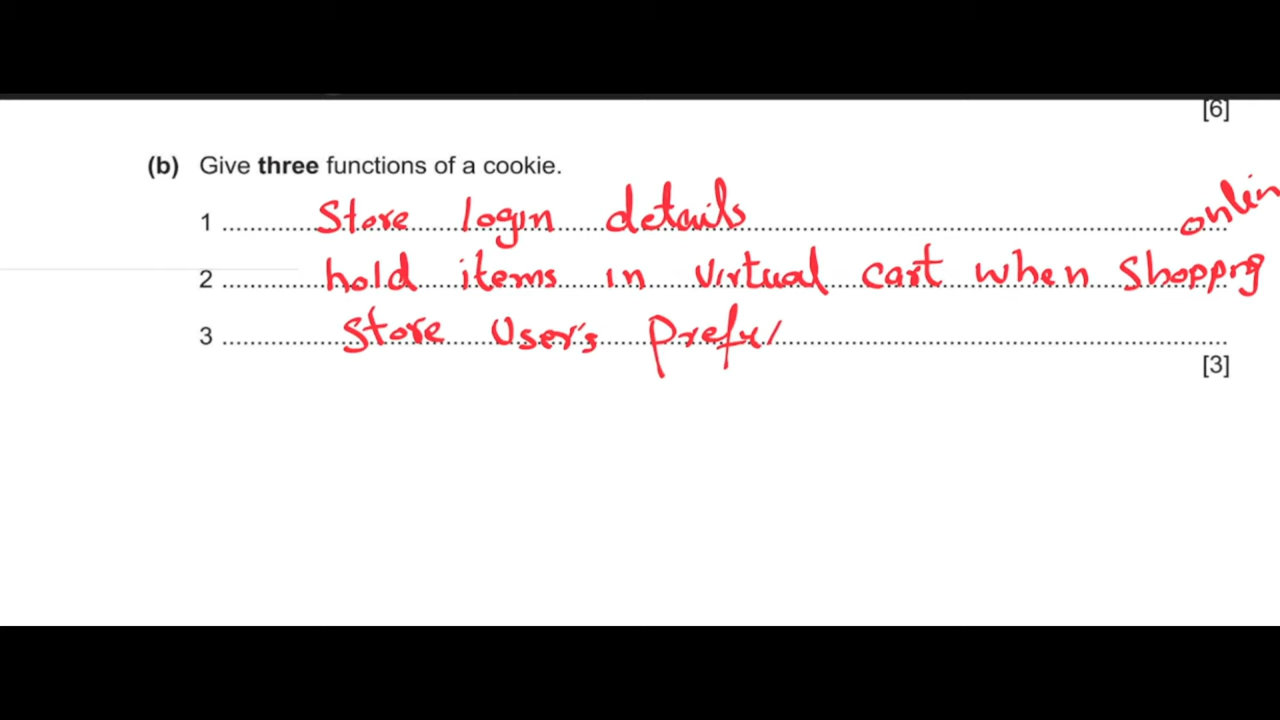 [6]
(b) Give three functions of a cookie.
1 Store login details
2 hold items in virtual cart when shopping onlin
3 Store user's
[3]